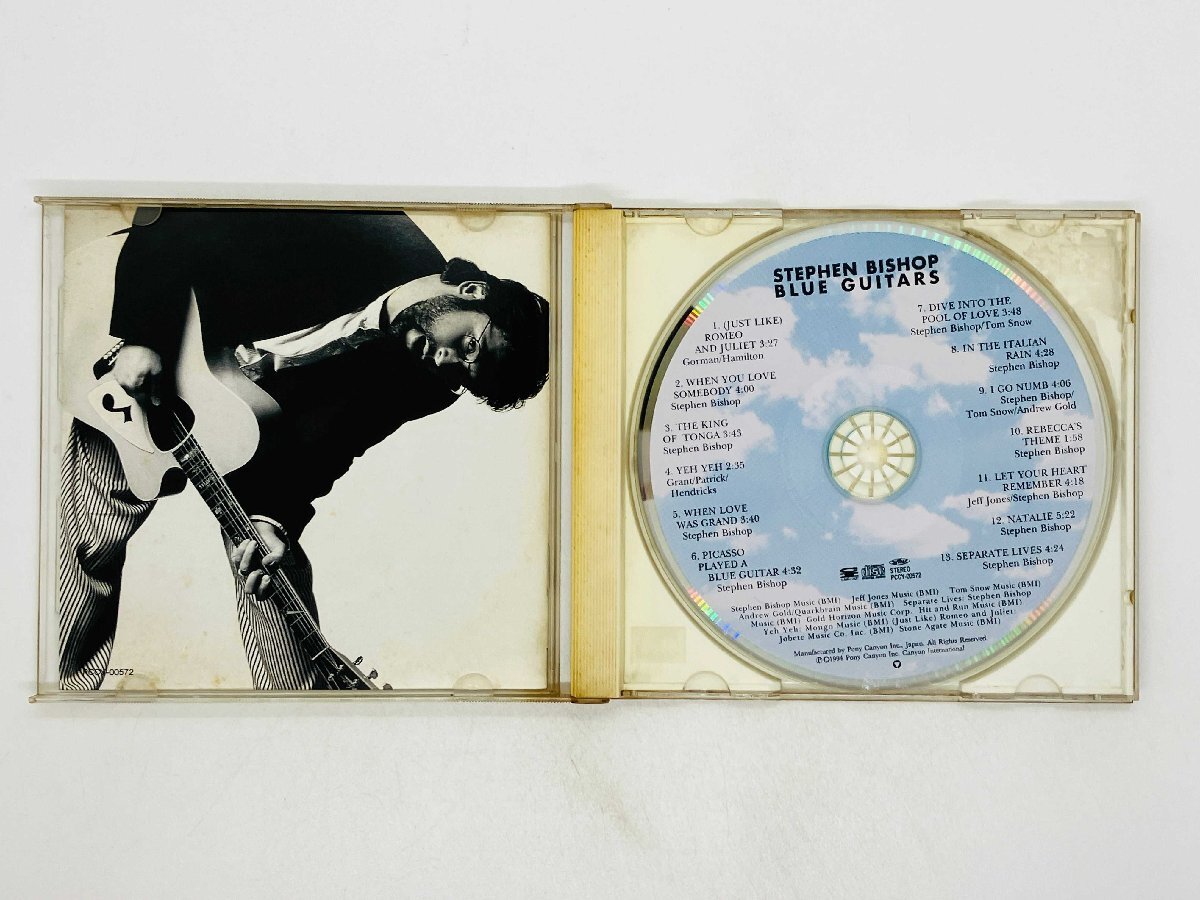 CY-00572
STEPHEN BISHOP
BLUE GUITARS
1. (JUST LIKE)
ROMEO
AND JULIET 3:27
Gorman/Hamilton
2. WHEN YOU LOVE
SOMEBODY 4:00
Stephen Bishop
3. THE KING
OF TONGA 3:43
Stephen Bishop
4. YEH YEH 2:35
Grant/Patrick/
Hendricks
5. WHEN LOVE
WAS GRAND 3:40
Stephen Bishop
6. PICASSO
PLAYED A
BLUE GUITAR 4:32
Stephen Bishop
7. DIVE INTO THE
POOL OF LOVE 3:48
Stephen Bishop/Tom Snow
8. IN THE ITALIAN
RAIN 4:28
Stephen Bishop
9. I GO NUMB 4:06
Stephen Bishop/
Tom Snow/Andrew Gold
10. REBECCA'S
THEME 1:58
Stephen Bishop
11. LET YOUR HEART
REMEMBER 4:18
Jeff Jones/Stephen Bishop
12. NATALIE 5:22
Stephen Bishop
13. SEPARATE LIVES 4:24
Stephen Bishop
STEREO
PCCY-00572
Stephen Bishop Music (BMI) Jeff Jones Music (BMI) Tom Snow Music (BMI)
Andrew Gold/Quarkbrain Music (BMI) Separate Lives: Stephen Bishop
Music (BMI) Gold Horizon Music Corp. Hit and Run Music (BMI)
Yeh Yeh: Mongo Music (BMI) (Just Like) Romeo and Juliet:
Jobete Music Co. Inc. (BMI) Stone Agate Music (BMI)
Manufactured by Pony Canyon Inc., Japan. All Rights Reserved
℗©1994 Pony Canyon Inc. Canyon International